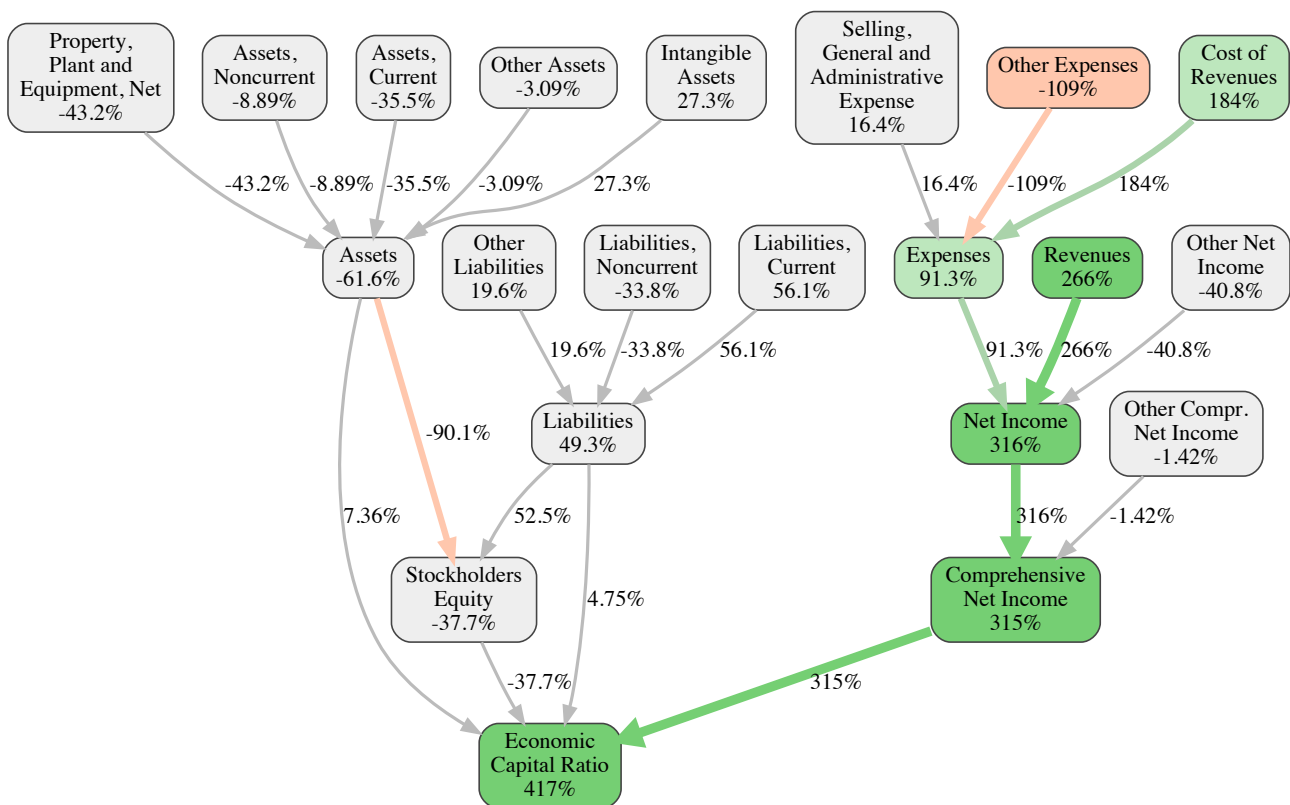 Property,
Plant and
Equipment, Net
-43.2%
Assets,
Noncurrent
-8.89%
Assets,
Current
-35.5%
Other Assets
-3.09%
Intangible
Assets
27.3%
Selling,
General and
Administrative
Expense
16.4%
Other Expenses
-109%
Cost of
Revenues
184%
-43.2%
-8.89%
-35.5%
-3.09%
27.3%
16.4%
-109%
184%
Assets
-61.6%
Other
Liabilities
19.6%
Liabilities,
Noncurrent
-33.8%
Liabilities,
Current
56.1%
Expenses
91.3%
Revenues
266%
Other Net
Income
-40.8%
19.6%
-33.8%
56.1%
91.3%
266%
-40.8%
-90.1%
Liabilities
49.3%
Net Income
316%
Other Compr.
Net Income
-1.42%
7.36%
52.5%
316%
-1.42%
Stockholders
Equity
-37.7%
4.75%
Comprehensive
Net Income
315%
-37.7%
315%
Economic
Capital Ratio
417%